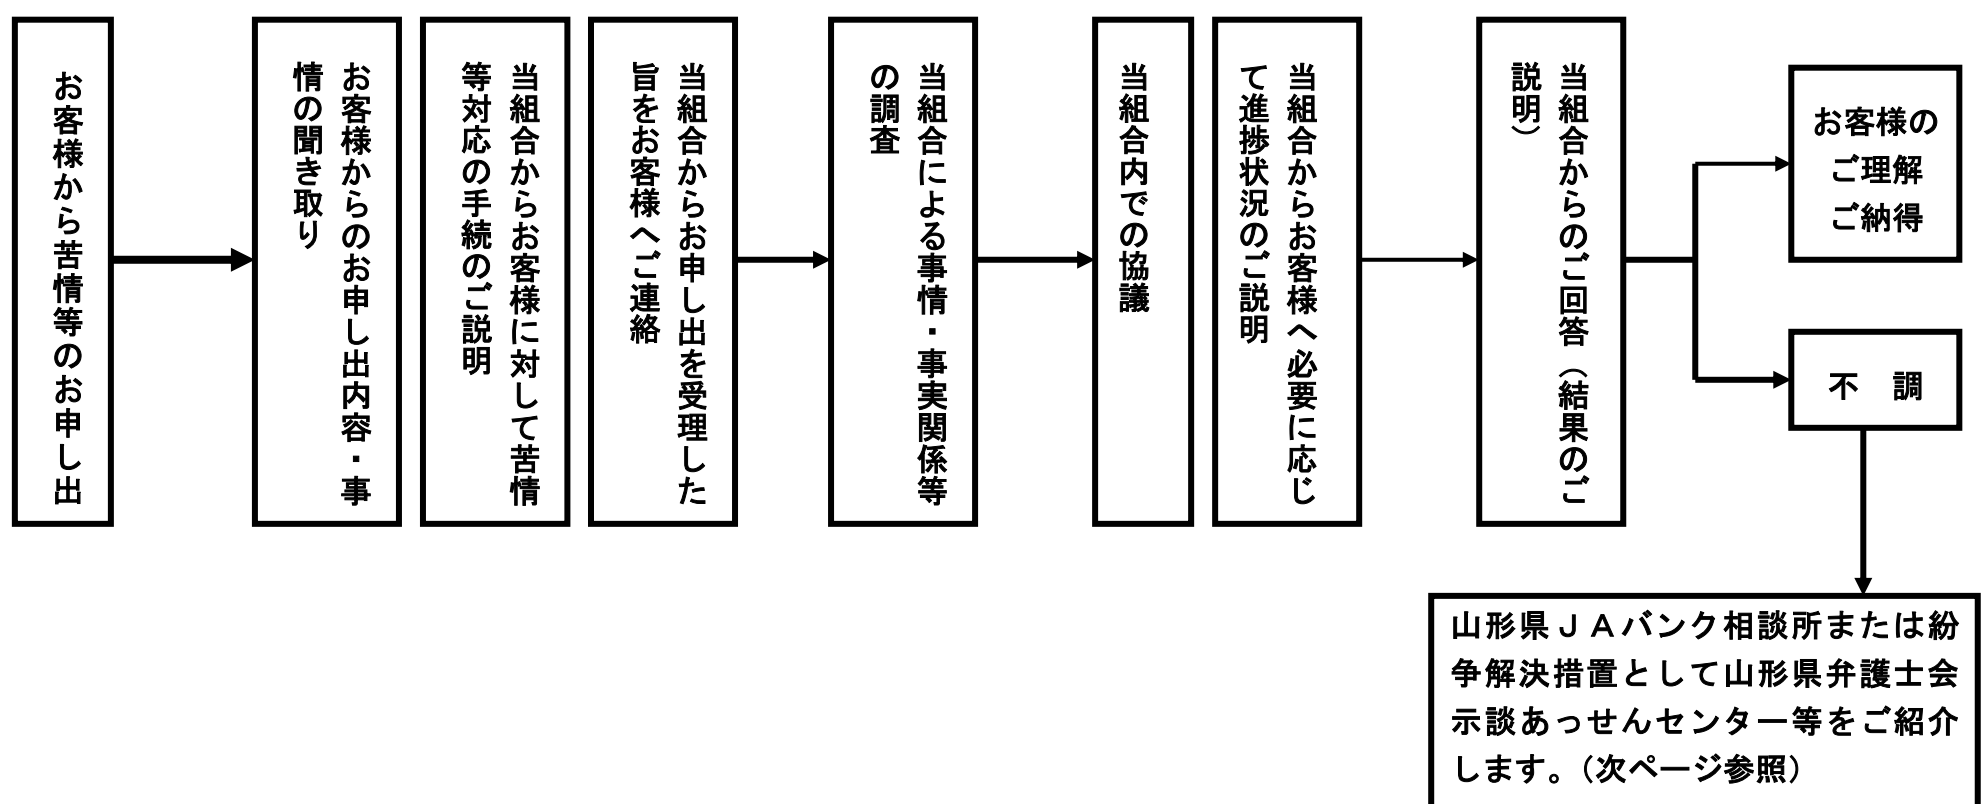 お客様から苦情等のお申し出
お客様からのお申し出内容・事
情の聞き取り
当組合からお客様に対して苦情
等対応の手続のご説明
当組合からお申し出を受理した
旨をお客様へご連絡
当組合による事情・事実関係等
の調査
当組合内での協議
当組合からお客様へ必要に応じ
て進捗状況のご説明
当組合からのご回答（結果のご
説明）
お客様の
ご理解
ご納得
不　調
山形県ＪＡバンク相談所または紛
争解決措置として山形県弁護士会
示談あっせんセンター等をご紹介
します。（次ページ参照）